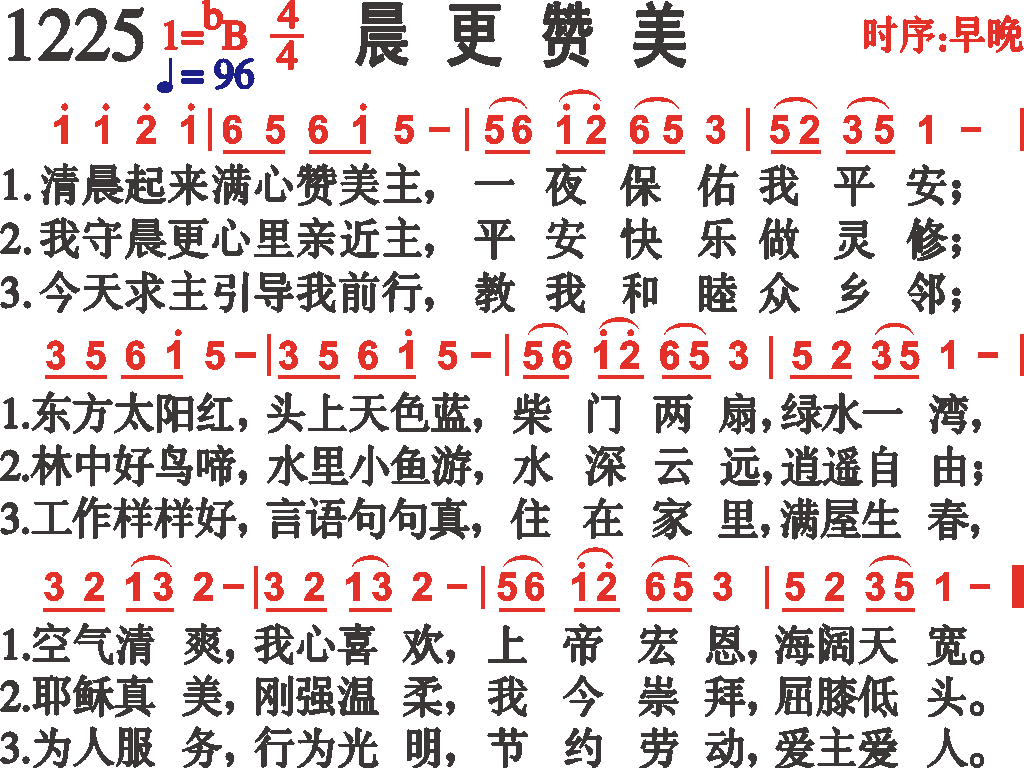 1225 1=♭B 4/4 晨更赞美 时序:早晚
♩=96
i i 2̇ i | 6 5 6 i 5 - | 56 i2̇ 65 3 | 52 35 1 - |
1.清晨起来满心赞美主，一夜保佑我平安；
2.我守晨更心里亲近主，平安快乐做灵修；
3.今天求主引导我前行，教我和睦众乡邻；
3 5 6 i 5 - | 3 5 6 i 5 - | 56 i2̇ 65 3 | 5 2 35 1 - |
1.东方太阳红，头上天色蓝，柴门两扇，绿水一湾，
2.林中好鸟啼，水里小鱼游，水深云远，逍遥自由；
3.工作样样好，言语句句真，住在家里，满屋生春，
3 2 13 2 - | 3 2 13 2 - | 56 i2̇ 65 3 | 5 2 35 1 - |
1.空气清爽，我心喜欢，上帝宏恩，海阔天宽。
2.耶稣真美，刚强温柔，我今崇拜，屈膝低头。
3.为人服务，行为光明，节约劳动，爱主爱人。